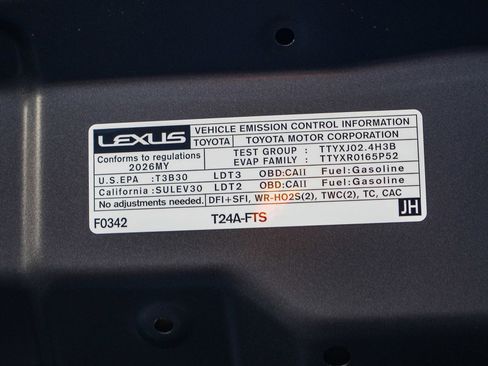 LEXUS VEHICLE EMISSION CONTROL INFORMATION
TOYOTA TOYOTA MOTOR CORPORATION
Conforms to regulations TEST GROUP : TTYXJ02.4H3B
2026MY EVAP FAMILY : TTYXR0165P52
U.S.EPA :T3B30 LDT3 OBD:CAII Fuel:Gasoline
California :SULEV30 LDT2 OBD:CAII Fuel:Gasoline
No adjustments needed. DFI+SFI, WR-HO2S(2), TWC(2), TC, CAC
F0342 T24A-FTS JH